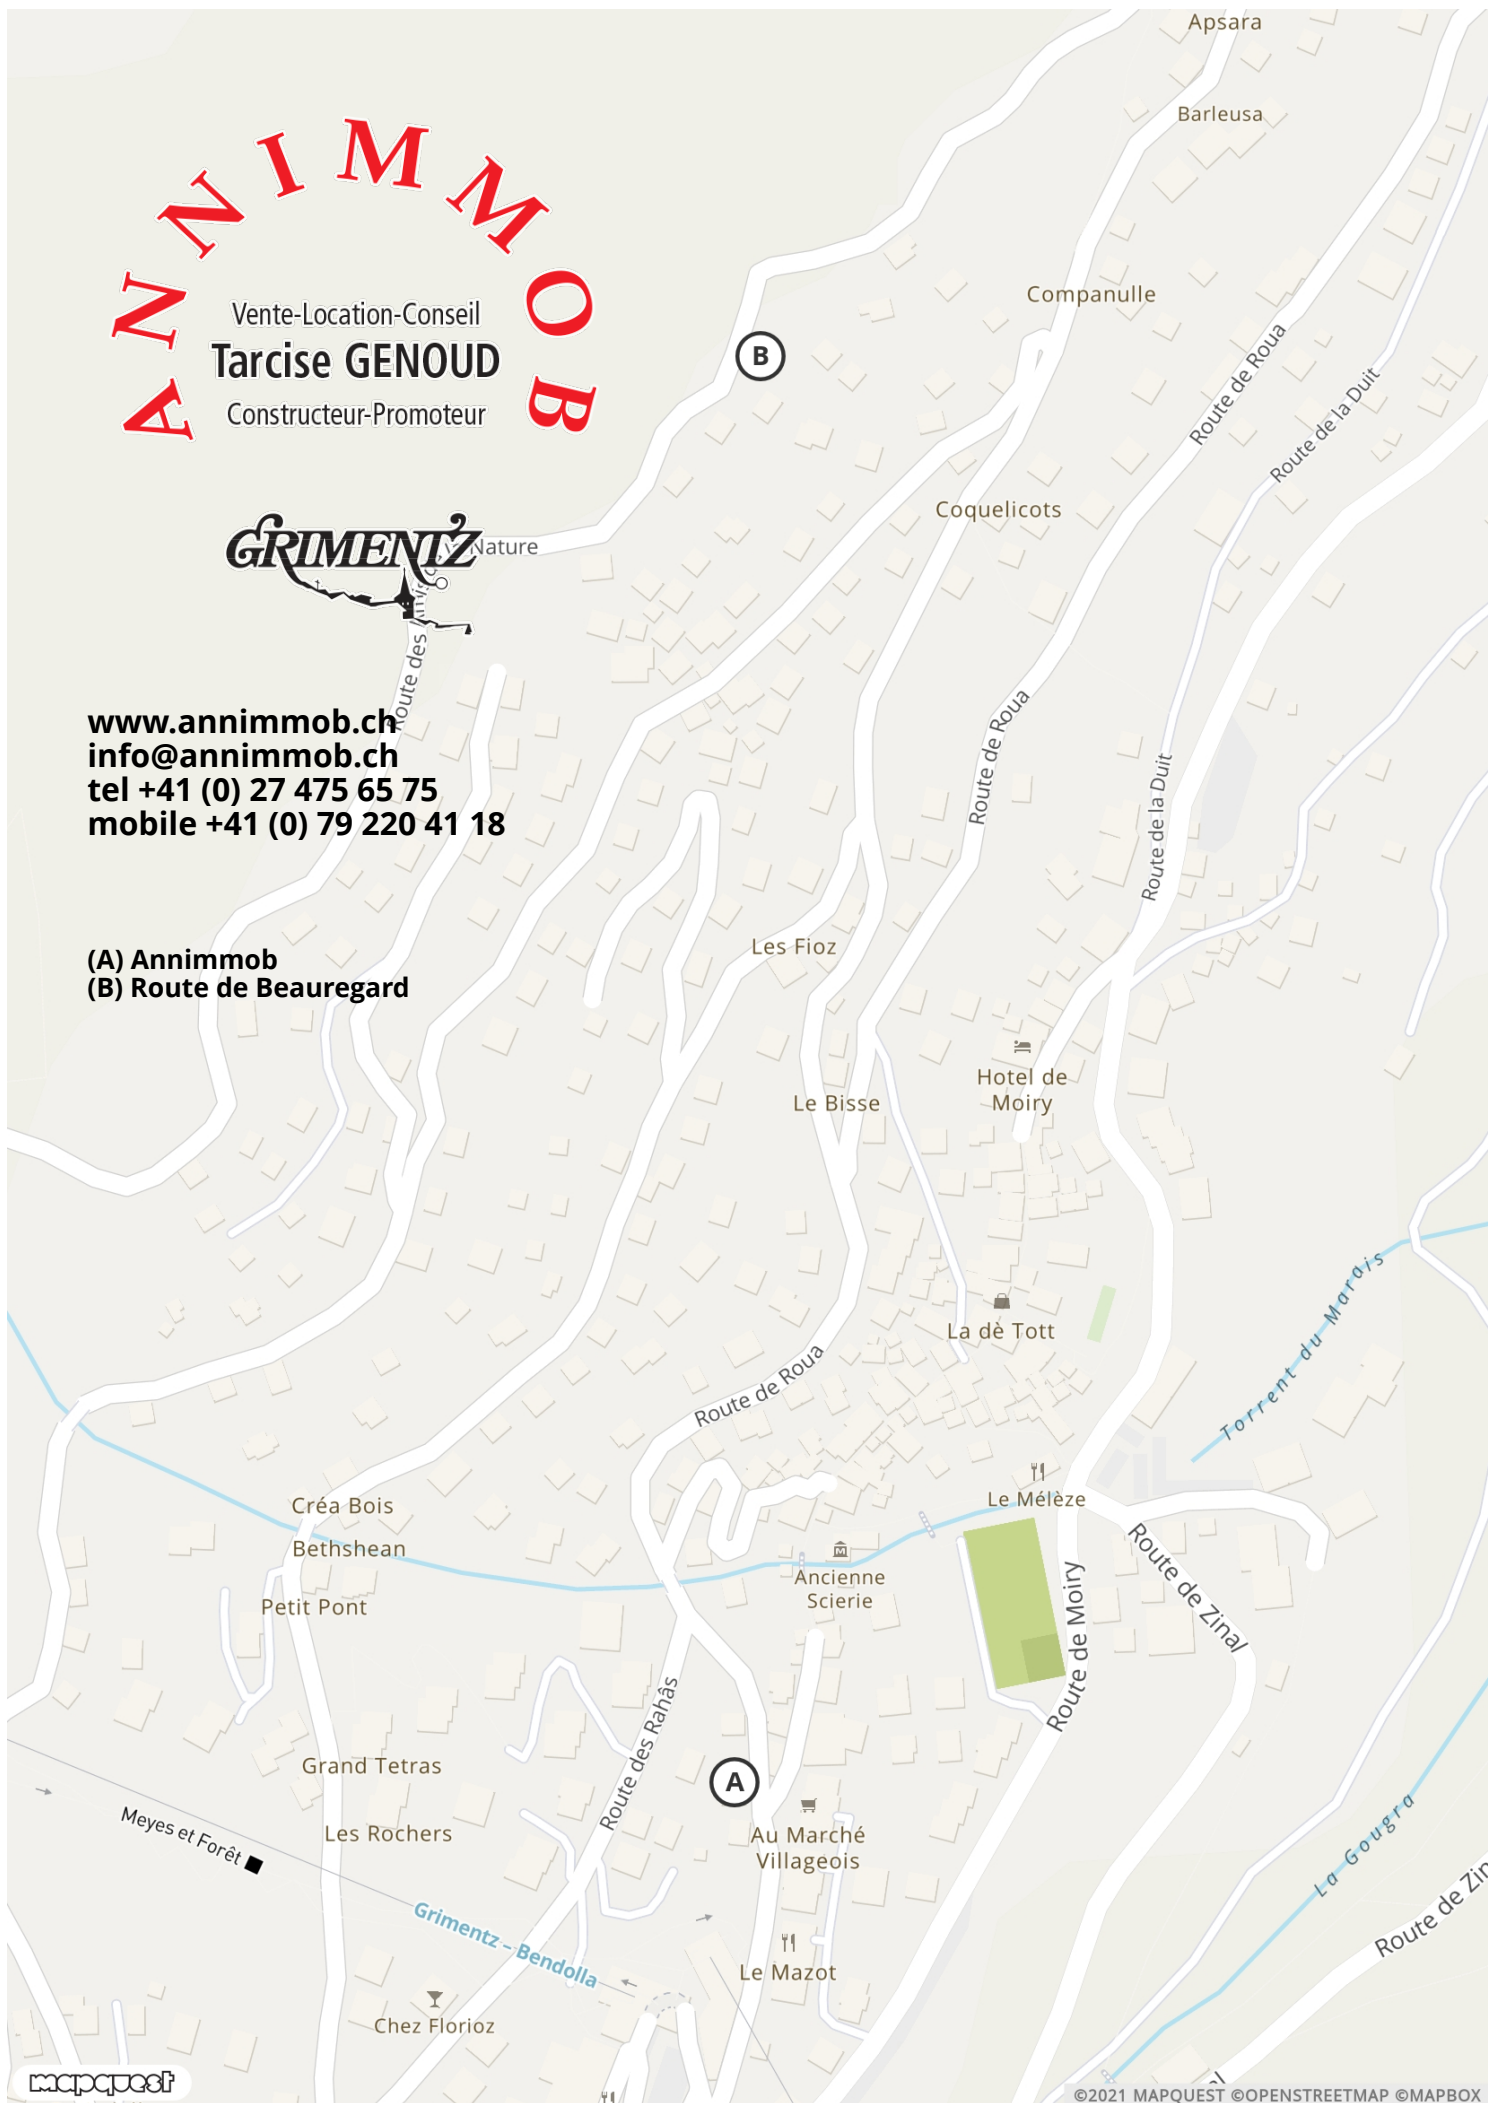 Apsara
Barleusa
ANNIMMOB
Vente-Location-Conseil
Tarcise GENOUD
Constructeur-Promoteur
Companulle
B
Route de Roua
Route de la Duit
Coquelicots
GRIMENTZ
Nature
Route des Amis
www.annimmob.ch
info@annimmob.ch
tel +41 (0) 27 475 65 75
mobile +41 (0) 79 220 41 18
Route de Roua
Route de la Duit
Les Fioz
(A) Annimmob
(B) Route de Beauregard
Hotel de
Moiry
Le Bisse
La dè Tott
Torrent du Marais
Route de Roua
Le Mélèze
Créa Bois
Bethshean
Petit Pont
Ancienne
Scierie
Route de Moiry
Route de Zinal
Route des Rahâs
Grand Tetras
A
Meyes et Forêt
Les Rochers
Au Marché
Villageois
La Gougra
Grimentz – Bendolla
Route de Zin
Le Mazot
Chez Florioz
mapquest
al
©2021 MAPQUEST ©OPENSTREETMAP ©MAPBOX